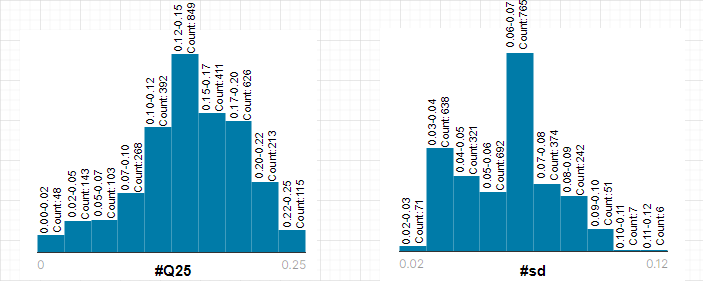 0.00-0.02
Count:48
0.02-0.05
Count:143
0.05-0.07
Count:103
0.07-0.10
Count:268
0.10-0.12
Count:392
0.12-0.15
Count:849
0.15-0.17
Count:411
0.17-0.20
Count:626
0.20-0.22
Count:213
0.22-0.25
Count:115
0
0.25
#Q25
0.02-0.03
Count:71
0.03-0.04
Count:638
0.04-0.05
Count:321
0.05-0.06
Count:692
0.06-0.07
Count:765
0.07-0.08
Count:374
0.08-0.09
Count:242
0.09-0.10
Count:51
0.10-0.11
Count:7
0.11-0.12
Count:6
0.02
0.12
#sd